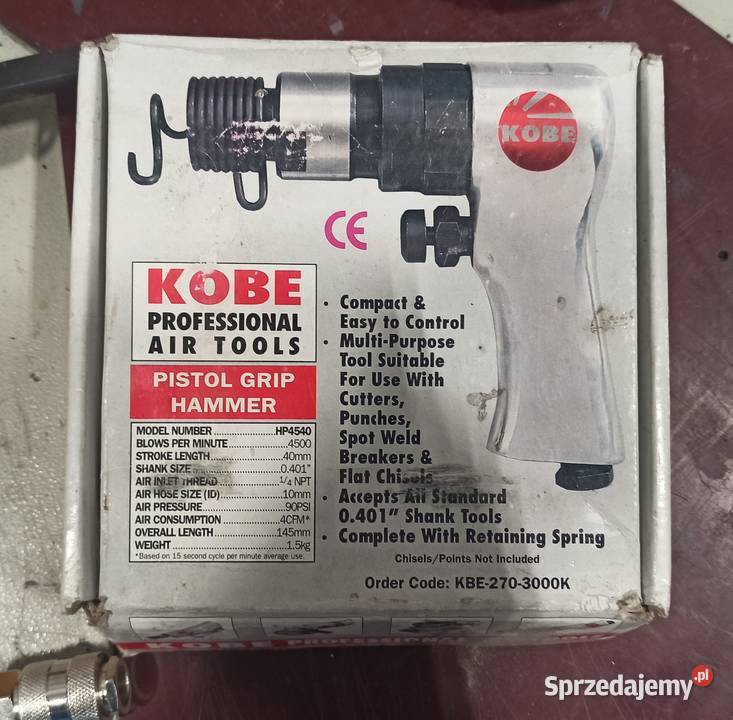 KOBE
CE
KOBE
PROFESSIONAL
AIR TOOLS
PISTOL GRIP
HAMMER
MODEL NUMBER ........ HP4540
BLOWS PER MINUTE ........ 4500
STROKE LENGTH ........ 40mm
SHANK SIZE ........ 0.401"
AIR INLET THREAD ........ 1/4 NPT
AIR HOSE SIZE (ID) ........ 10mm
AIR PRESSURE ........ 90PSI
AIR CONSUMPTION ........ 4CFM*
OVERALL LENGTH ........ 145mm
WEIGHT ........ 1.5kg
*Based on 15 second cycle per minute average use.
• Compact &
Easy to Control
• Multi-Purpose
Tool Suitable
For Use With
Cutters,
Punches,
Spot Weld
Breakers &
Flat Chisels
• Accepts All Standard
0.401" Shank Tools
• Complete With Retaining Spring
Chisels/Points Not Included
Order Code: KBE-270-3000K
KOBE PROFESSIONAL
Sprzedajemy.pl